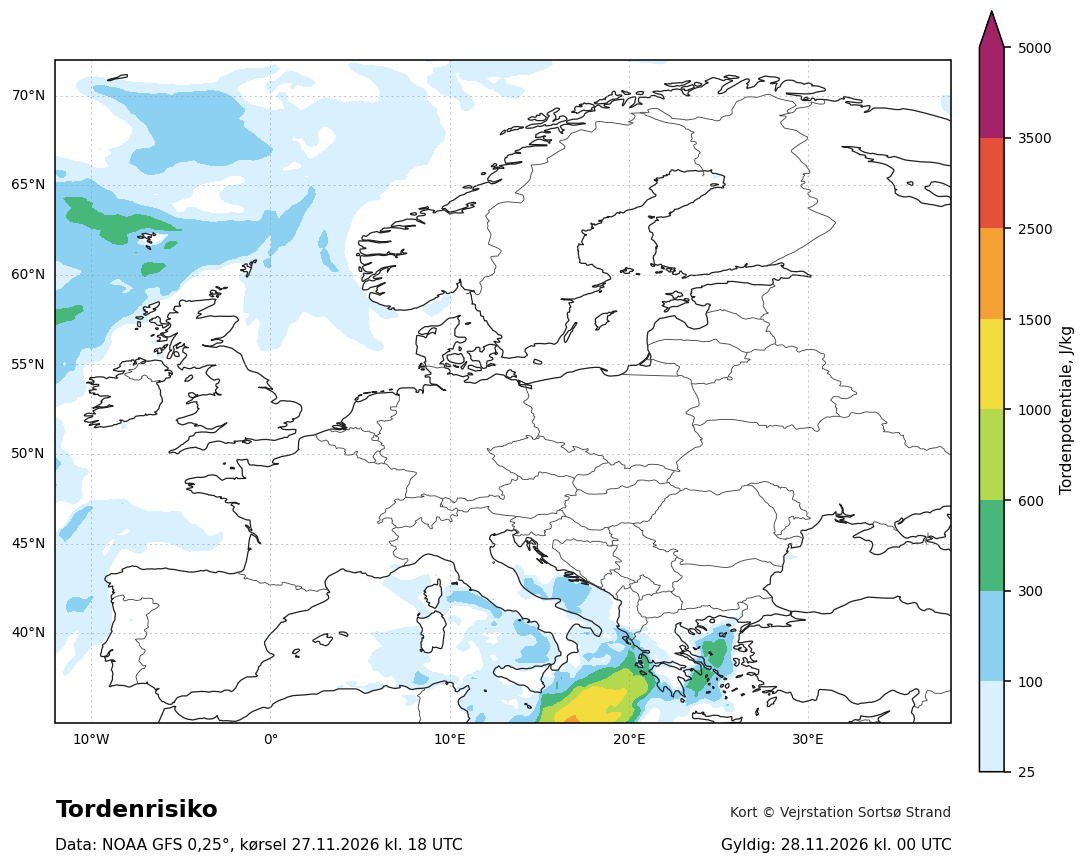 70°N
65°N
60°N
55°N
50°N
45°N
40°N
10°W
0°
10°E
20°E
30°E
5000
3500
2500
1500
1000
600
300
100
25
Tordenpotentiale, J/kg
Tordenrisiko
Kort © Vejrstation Sortsø Strand
Data: NOAA GFS 0,25°, kørsel 27.11.2026 kl. 18 UTC
Gyldig: 28.11.2026 kl. 00 UTC